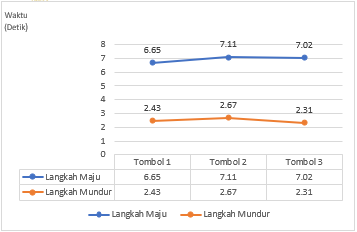 Waktu
(Detik)
8
7
6
5
4
3
2
1
0
6.65
7.11
7.02
2.43
2.67
2.31
Tombol 1 Tombol 2 Tombol 3
Langkah Maju 6.65 7.11 7.02
Langkah Mundur 2.43 2.67 2.31
Langkah Maju Langkah Mundur